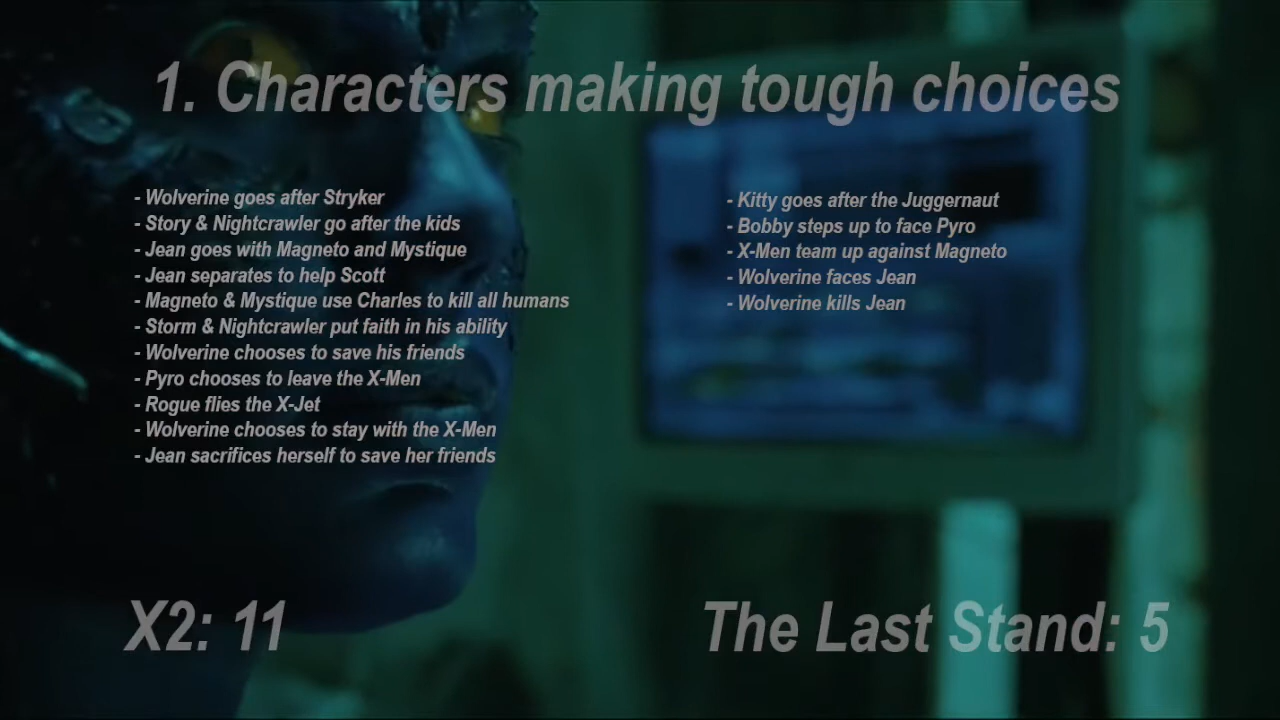 1. Characters making tough choices
- Wolverine goes after Stryker
- Story & Nightcrawler go after the kids
- Jean goes with Magneto and Mystique
- Jean separates to help Scott
- Magneto & Mystique use Charles to kill all humans
- Storm & Nightcrawler put faith in his ability
- Wolverine chooses to save his friends
- Pyro chooses to leave the X-Men
- Rogue flies the X-Jet
- Wolverine chooses to stay with the X-Men
- Jean sacrifices herself to save her friends
- Kitty goes after the Juggernaut
- Bobby steps up to face Pyro
- X-Men team up against Magneto
- Wolverine faces Jean
- Wolverine kills Jean
X2: 11
The Last Stand: 5